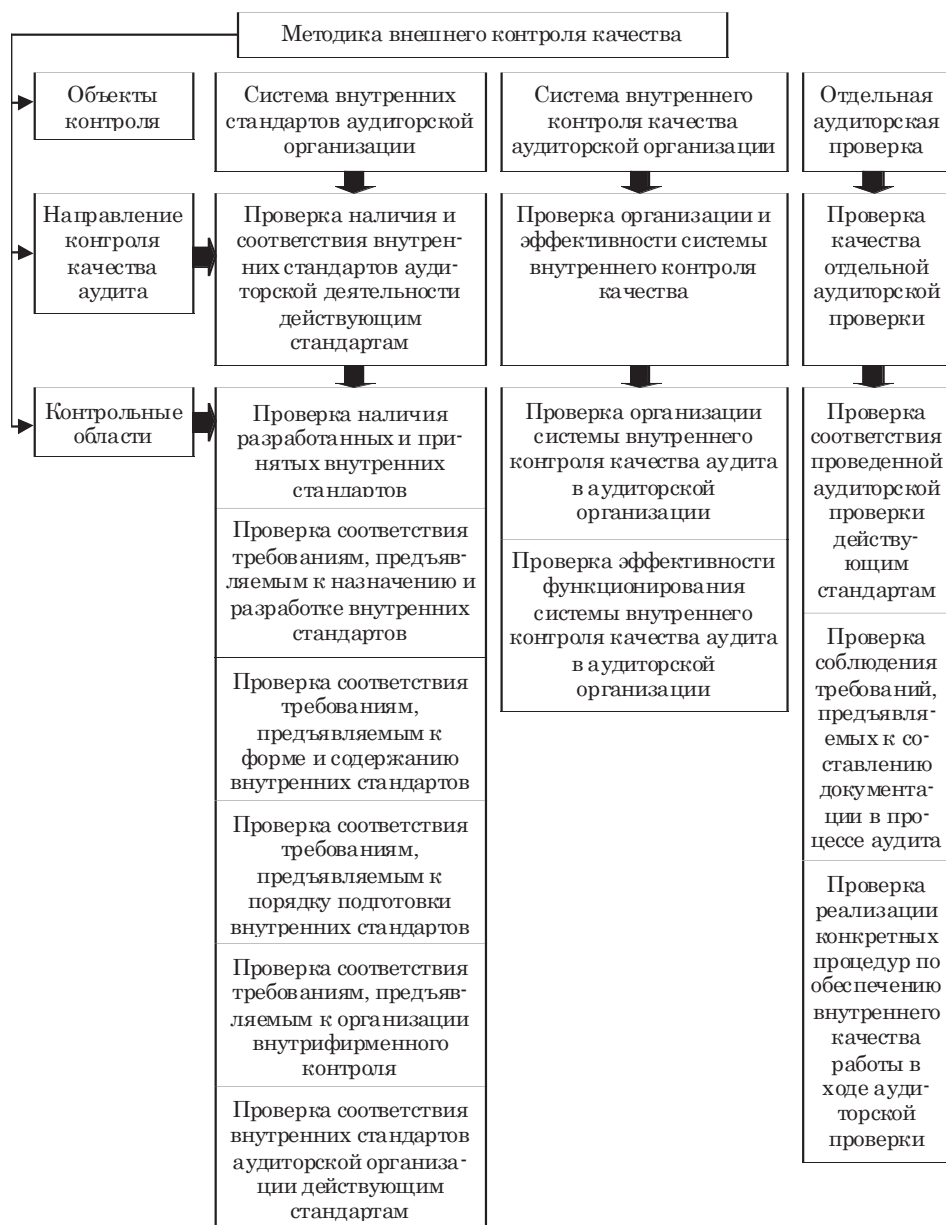 Методика внешнего контроля качества
Объекты
контроля
Система внутренних
стандартов аудиторской
организации
Система внутреннего
контроля качества
аудиторской организации
Отдельная
аудиторская
проверка
Направление
контроля
качества
аудита
Проверка наличия и
соответствия внутрен-
них стандартов ауди-
торской деятельности
действующим
стандартам
Проверка организации и
эффективности системы
внутреннего контроля
качества
Проверка
качества
отдельной
аудиторской
проверки
Контрольные
области
Проверка наличия
разработанных и при-
нятых внутренних
стандартов
Проверка соответствия
требованиям, предъяв-
ляемым к назначению и
разработке внутренних
стандартов
Проверка соответствия
требованиям,
предъявляемым к
форме и содержанию
внутренних стандартов
Проверка соответствия
требованиям,
предъявляемым к
порядку подготовки
внутренних стандартов
Проверка соответствия
требованиям, предъяв-
ляемым к организации
внутрифирменного
контроля
Проверка соответствия
внутренних стандартов
аудиторской организа-
ции действующим
стандартам
Проверка организации
системы внутреннего
контроля качества аудита
в аудиторской
организации
Проверка эффективности
функционирования
системы внутреннего
контроля качества аудита
в аудиторской
организации
Проверка
соответствия
проведенной
аудиторской
проверки
действу-
ющим
стандартам
Проверка
соблюдения
требований,
предъявля-
емых к со-
ставлению
документа-
ции в про-
цессе аудита
Проверка
реализации
конкретных
процедур по
обеспечению
внутреннего
качества
работы в
ходе ауди-
торской
проверки